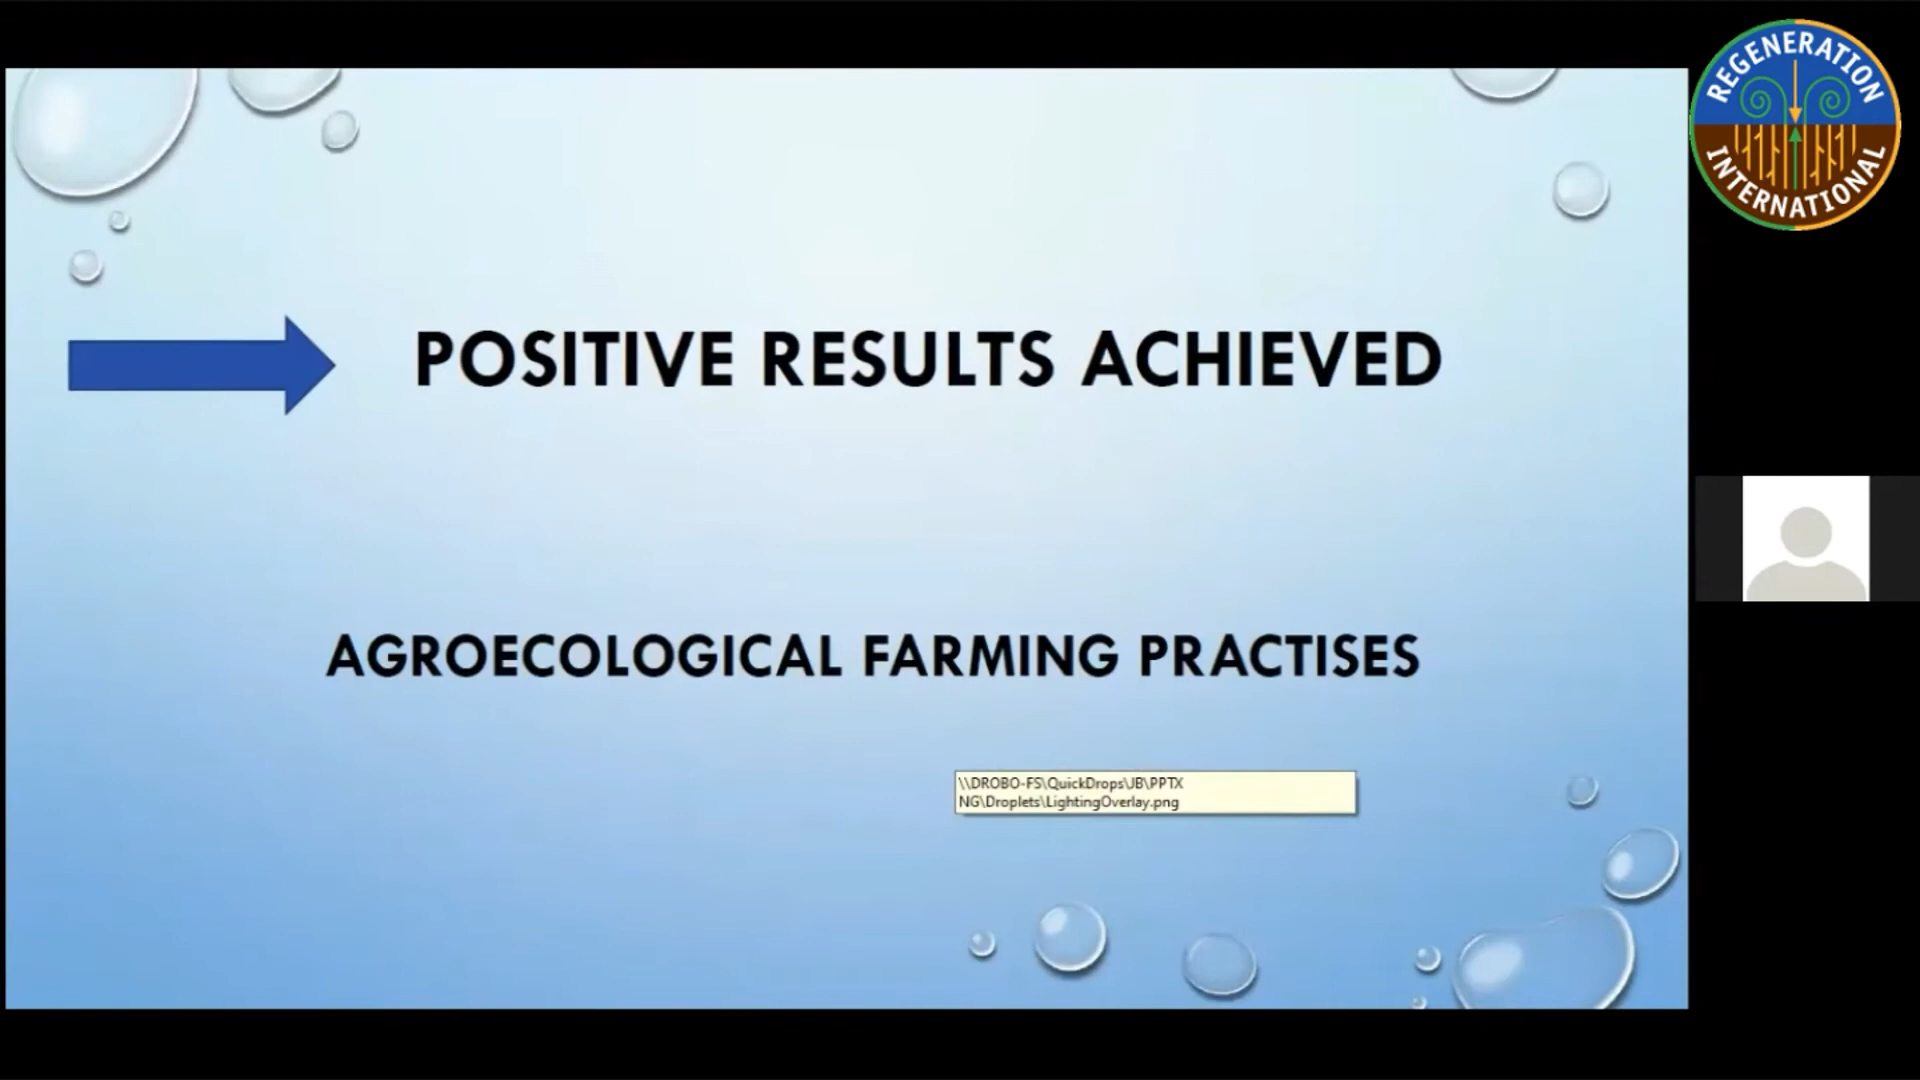 REGENERATION
INTERNATIONAL
POSITIVE RESULTS ACHIEVED
AGROECOLOGICAL FARMING PRACTISES
\\DROBO-FS\QuickDrops\JB\PPTX
NG\Droplets\LightingOverlay.png